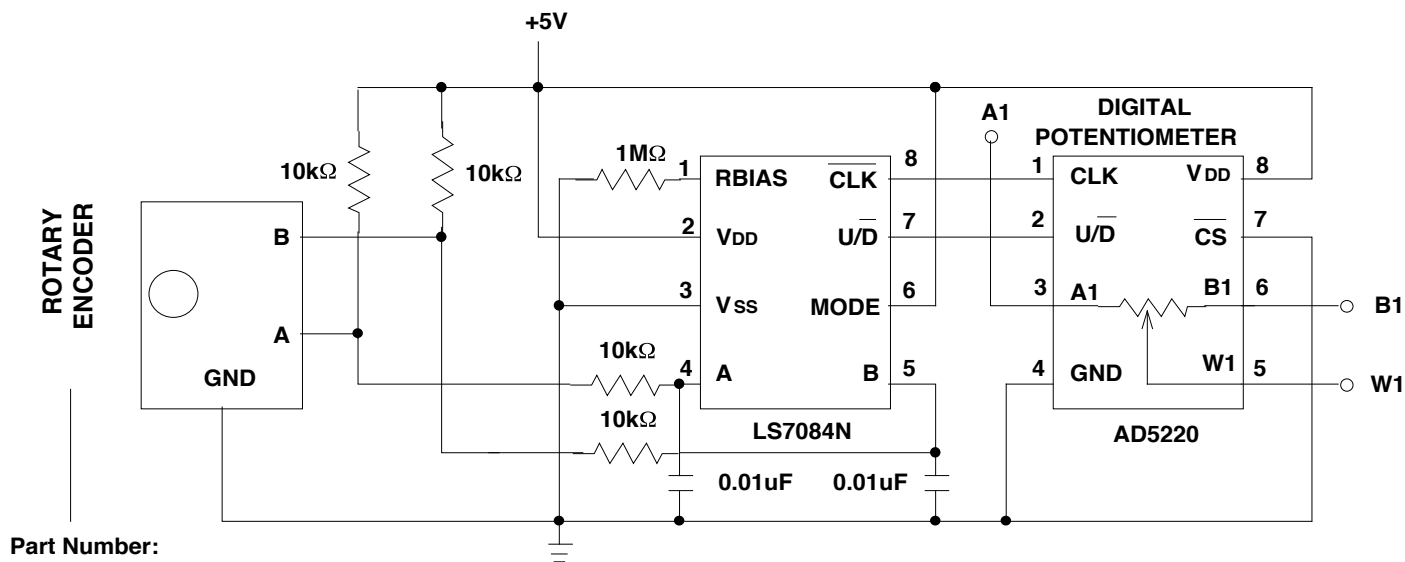 +5V
ROTARY
ENCODER
10kΩ
10kΩ
B
A
GND
1MΩ
10kΩ
10kΩ
1
2
3
4
RBIAS
VDD
VSS
A
C̅L̅K̅
U/D̅
MODE
B
8
7
6
5
LS7084N
0.01uF
0.01uF
A1
DIGITAL
POTENTIOMETER
1
2
3
4
CLK
U/D̅
A1
GND
VDD
C̅S̅
B1
W1
8
7
6
5
AD5220
B1
W1
Part Number: